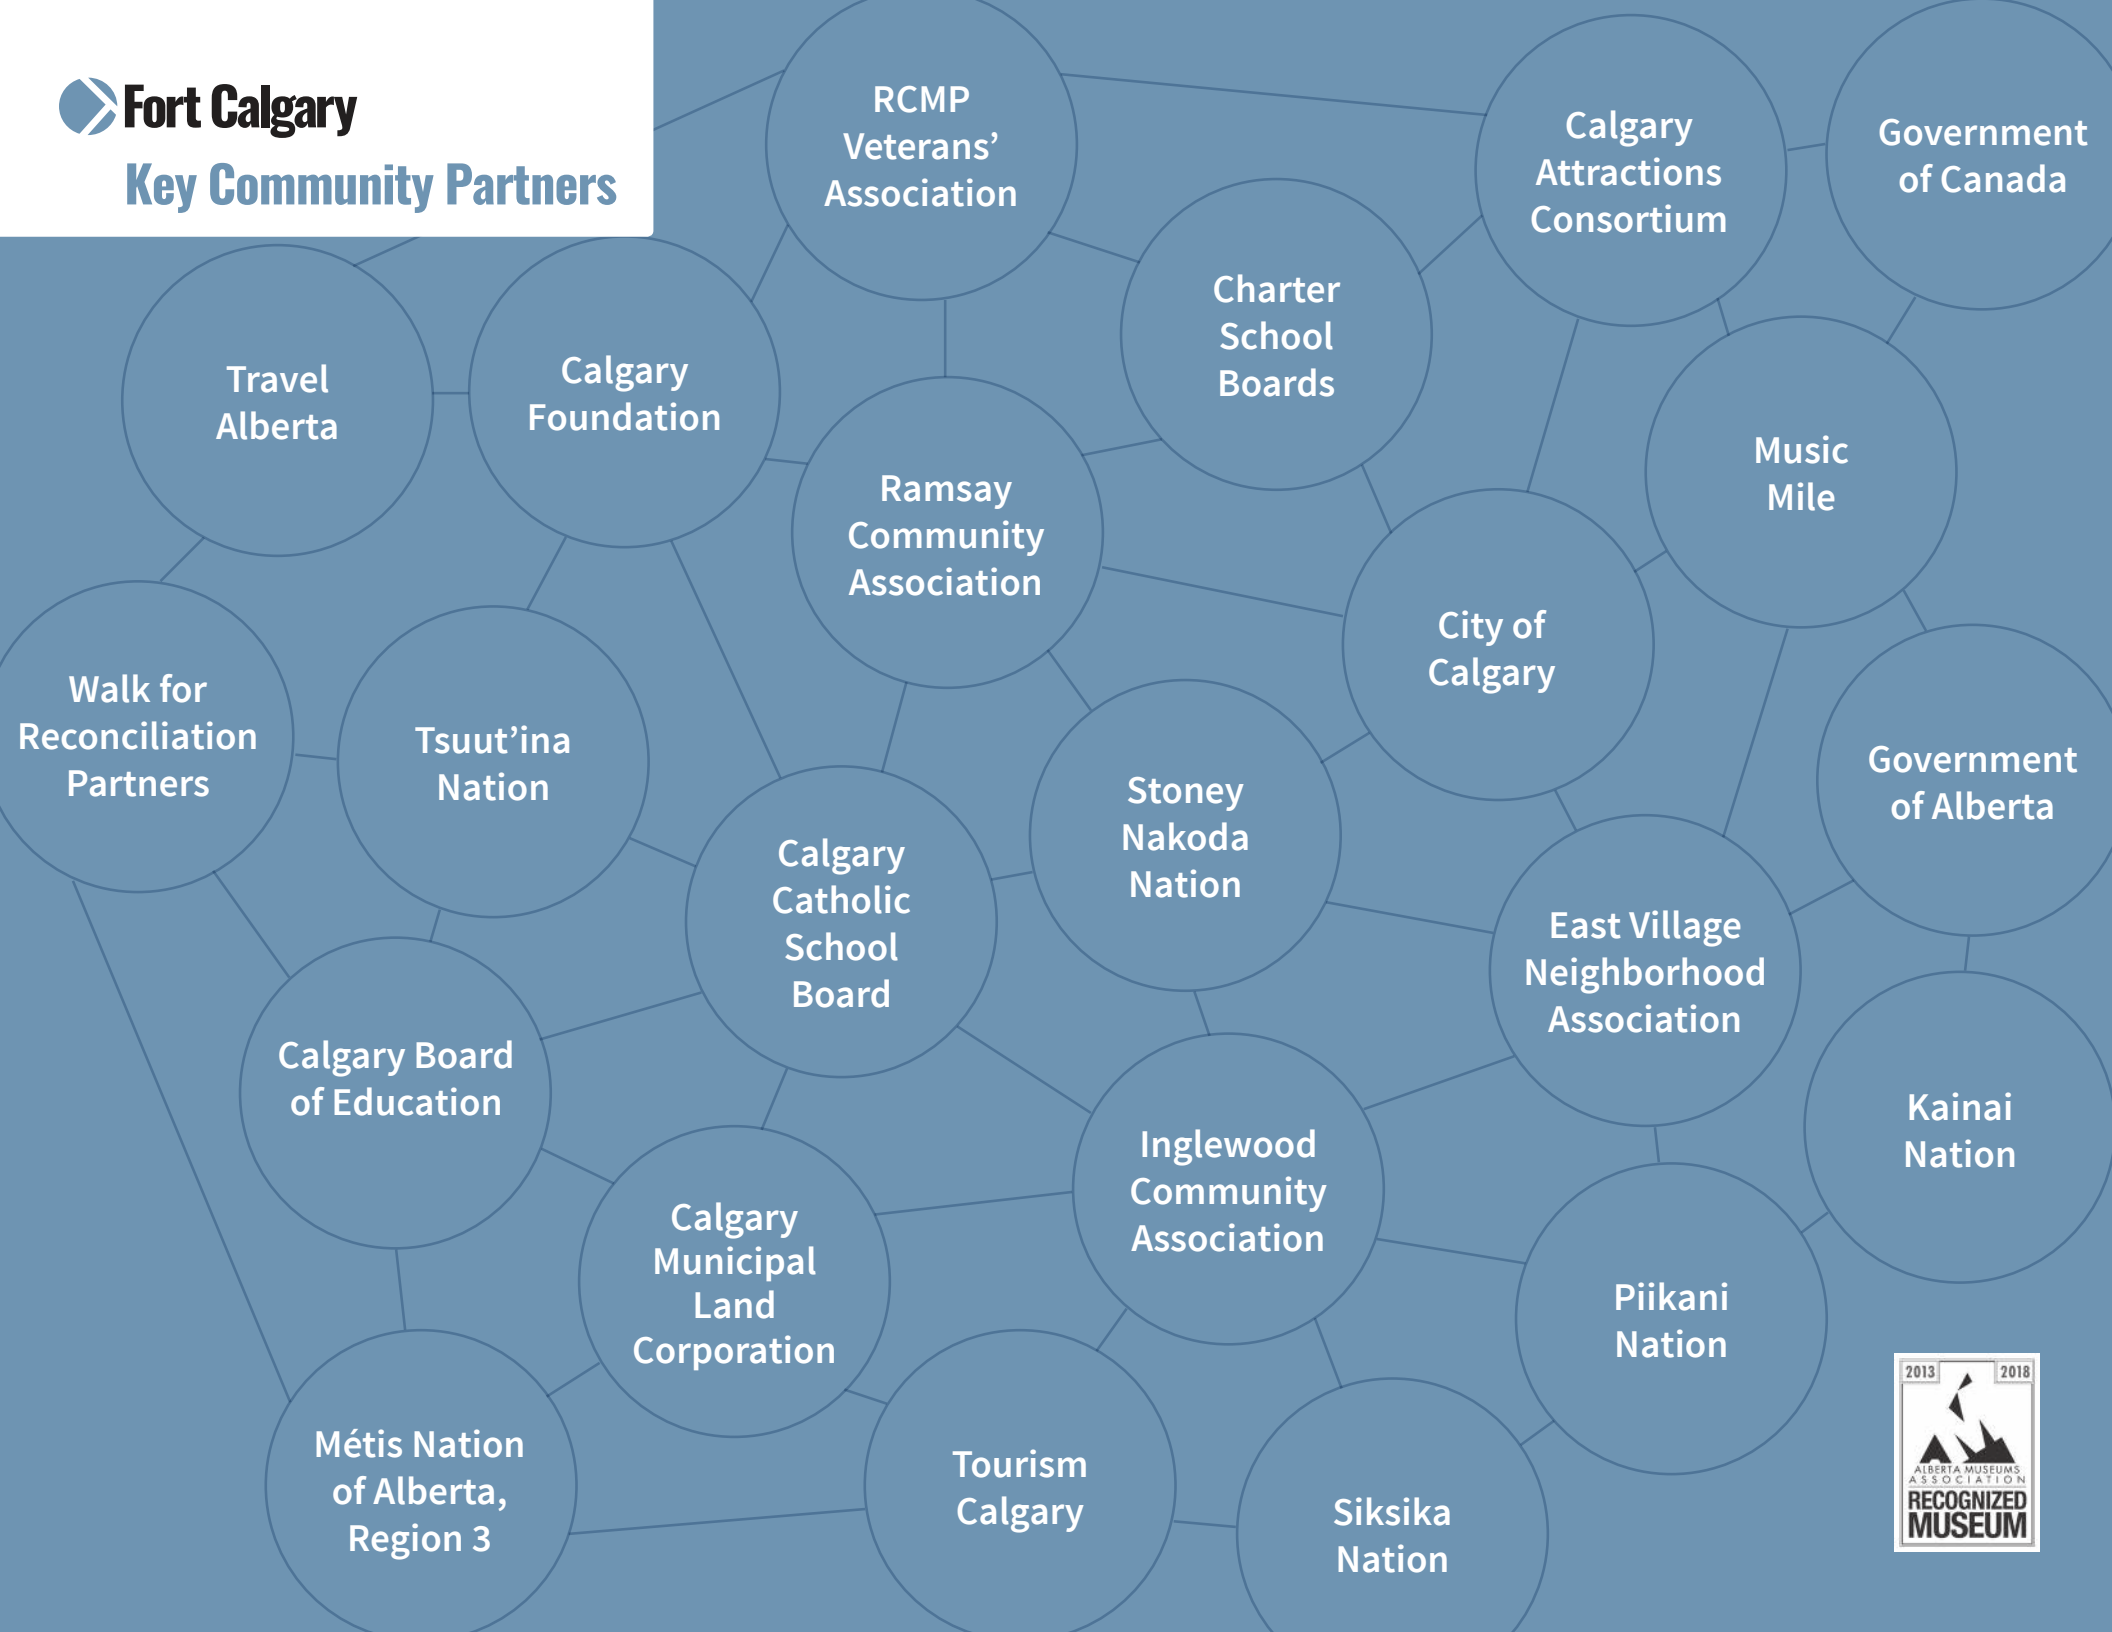 Fort Calgary
Key Community Partners
RCMP
Veterans’
Association
Calgary
Attractions
Consortium
Government
of Canada
Charter
School
Boards
Travel
Alberta
Calgary
Foundation
Music
Mile
Ramsay
Community
Association
City of
Calgary
Walk for
Reconciliation
Partners
Tsuut’ina
Nation
Stoney
Nakoda
Nation
Government
of Alberta
Calgary
Catholic
School
Board
East Village
Neighborhood
Association
Calgary Board
of Education
Kainai
Nation
Inglewood
Community
Association
Calgary
Municipal
Land
Corporation
Piikani
Nation
Métis Nation
of Alberta,
Region 3
Tourism
Calgary
Siksika
Nation
2013 2018
ALBERTA MUSEUMS
ASSOCIATION
RECOGNIZED
MUSEUM